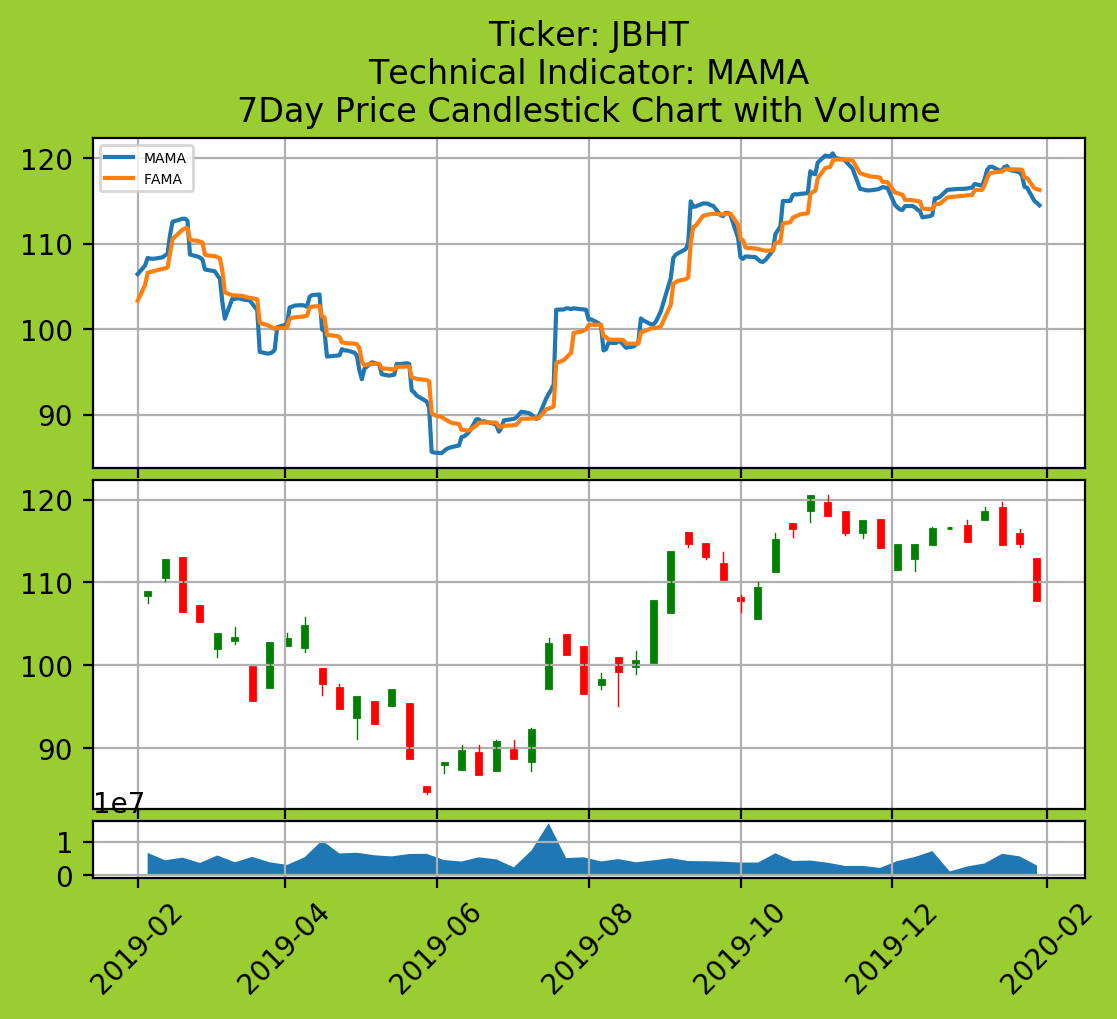 Ticker: JBHT
Technical Indicator: MAMA
7Day Price Candlestick Chart with Volume
MAMA
FAMA
120
110
100
90
120
110
100
90
1e7
1
0
2019-02
2019-04
2019-06
2019-08
2019-10
2019-12
2020-02